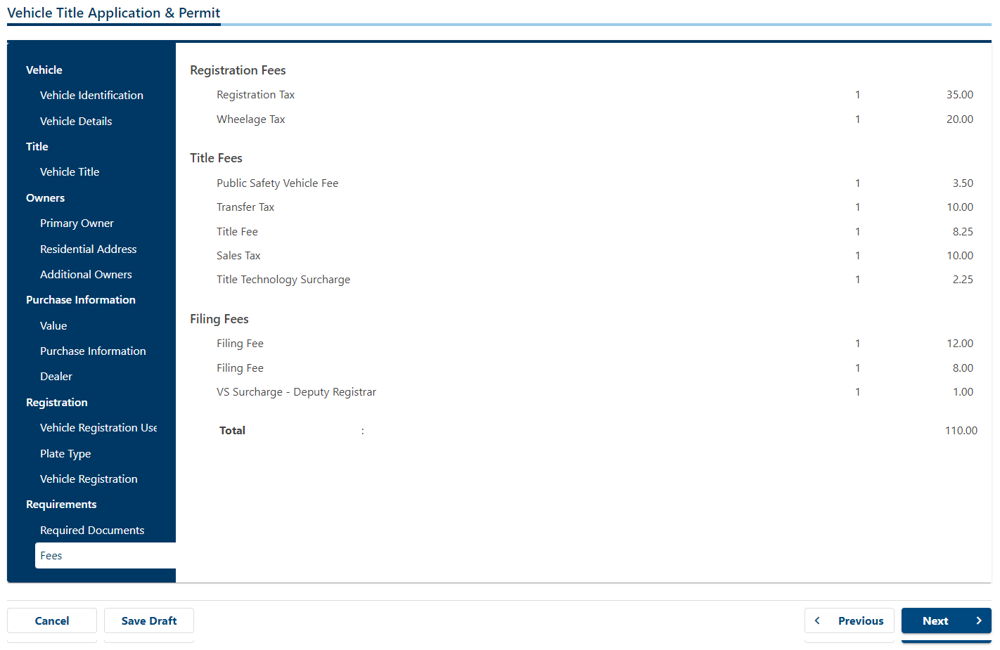 Vehicle Title Application & Permit
Vehicle
Vehicle Identification
Vehicle Details
Title
Vehicle Title
Owners
Primary Owner
Residential Address
Additional Owners
Purchase Information
Value
Purchase Information
Dealer
Registration
Vehicle Registration Use
Plate Type
Vehicle Registration
Requirements
Required Documents
Fees
Registration Fees
Registration Tax 1 35.00
Wheelage Tax 1 20.00
Title Fees
Public Safety Vehicle Fee 1 3.50
Transfer Tax 1 10.00
Title Fee 1 8.25
Sales Tax 1 10.00
Title Technology Surcharge 1 2.25
Filing Fees
Filing Fee 1 12.00
Filing Fee 1 8.00
VS Surcharge - Deputy Registrar 1 1.00
Total : 110.00
Cancel
Save Draft
Previous
Next